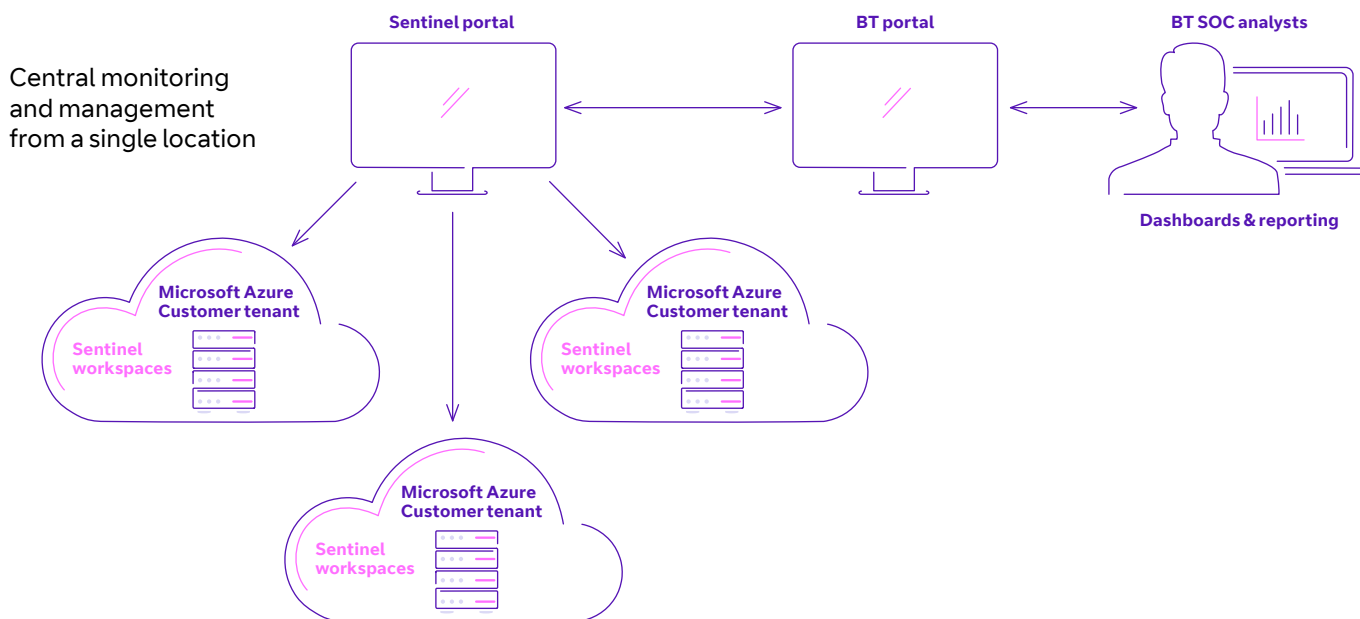 Sentinel portal
BT portal
BT SOC analysts
Central monitoring
and management
from a single location
Dashboards & reporting
Microsoft Azure
Customer tenant
Sentinel
workspaces
Microsoft Azure
Customer tenant
Sentinel
workspaces
Microsoft Azure
Customer tenant
Sentinel
workspaces